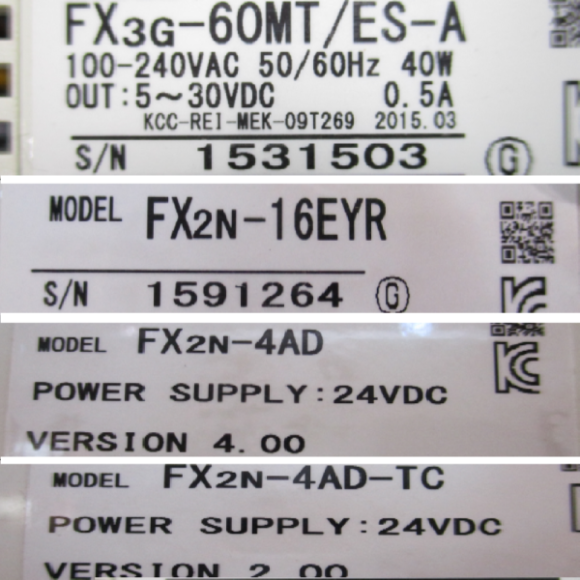 FX3G-60MT/ES-A
100-240VAC 50/60Hz 40W
OUT:5~30VDC 0.5A
KCC-REI-MEK-09T269 2015.03
S/N 1531503 G
MODEL FX2N-16EYR
S/N 1591264 G
MODEL FX2N-4AD
POWER SUPPLY:24VDC
VERSION 4.00
MODEL FX2N-4AD-TC
POWER SUPPLY:24VDC
VERSION 2.00